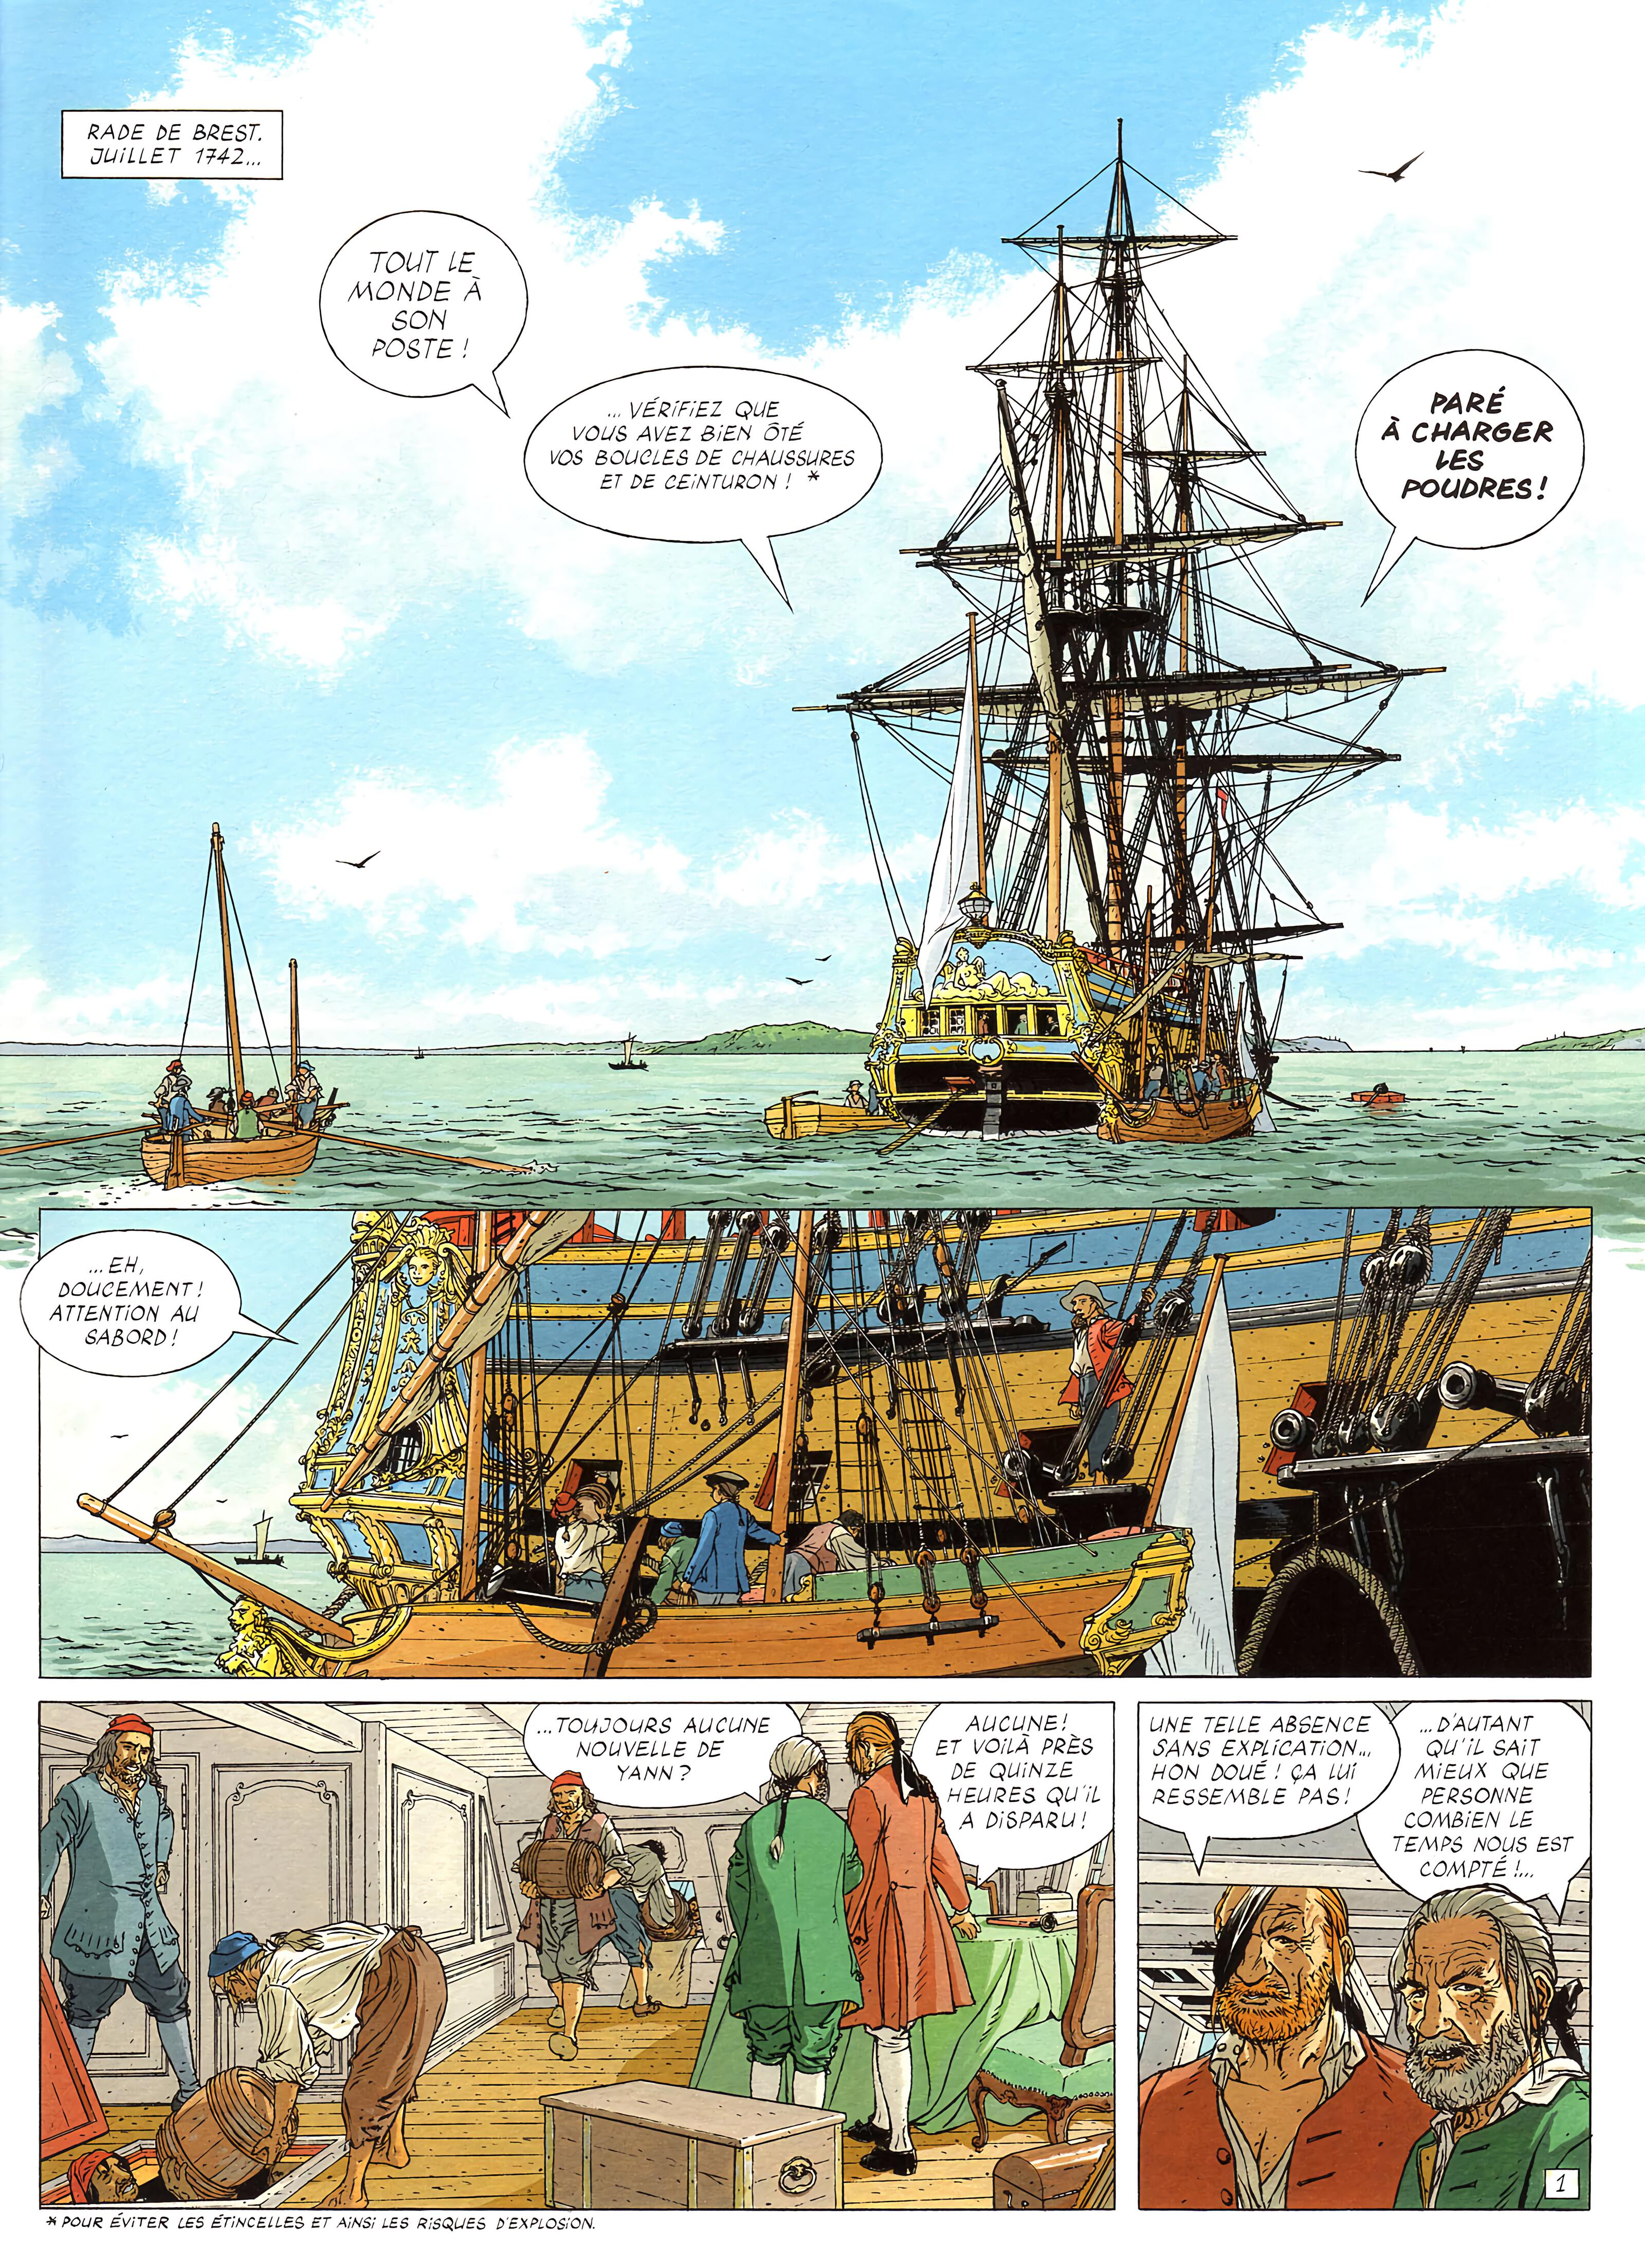 RADE DE BREST.
JUILLET 1742...
TOUT LE
MONDE À
SON
POSTE !
... VÉRIFIEZ QUE
VOUS AVEZ BIEN ÔTÉ
VOS BOUCLES DE CHAUSSURES
ET DE CEINTURON ! *
PARÉ
À CHARGER
LES
POUDRES !
...EH,
DOUCEMENT !
ATTENTION AU
SABORD !
...TOUJOURS AUCUNE
NOUVELLE DE
YANN ?
AUCUNE !
ET VOILÀ PRÈS
DE QUINZE
HEURES QU'IL
A DISPARU !
UNE TELLE ABSENCE
SANS EXPLICATION...
HON DOUÉ ! ÇA LUI
RESSEMBLE PAS !
...D'AUTANT
QU'IL SAIT
MIEUX QUE
PERSONNE
COMBIEN LE
TEMPS NOUS EST
COMPTÉ !...
1
* POUR ÉVITER LES ÉTINCELLES ET AINSI LES RISQUES D'EXPLOSION.